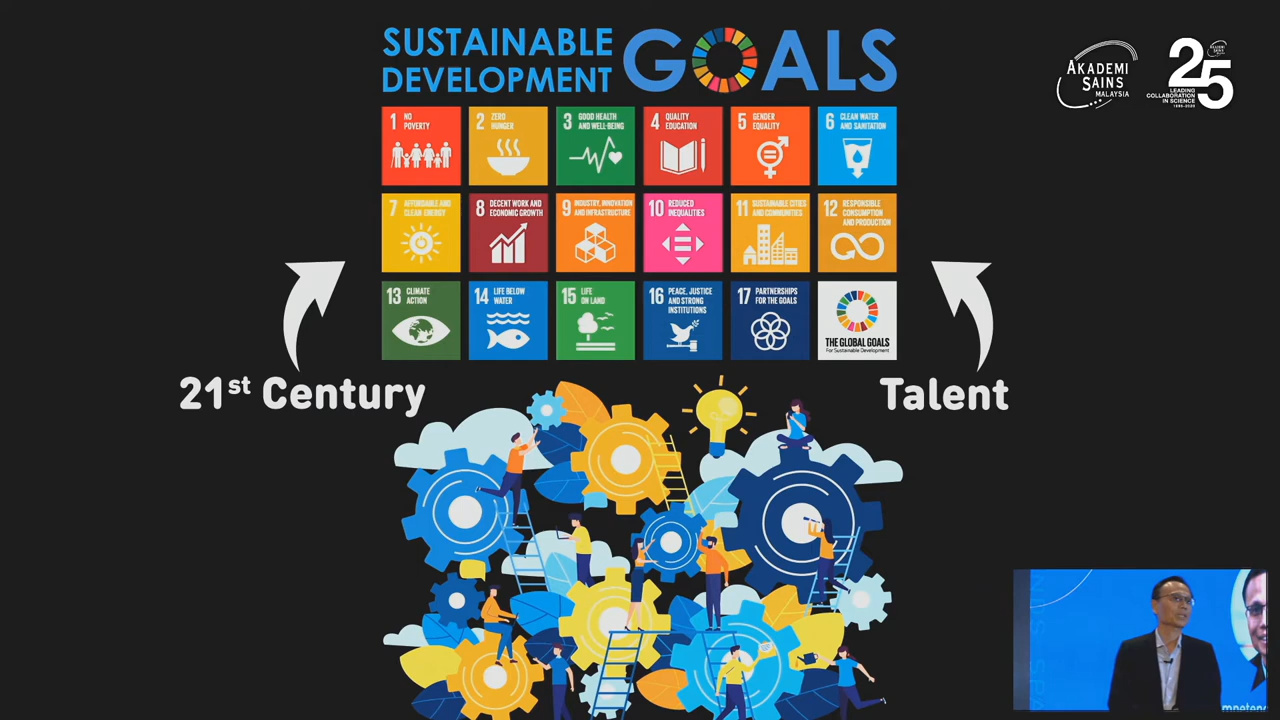 SUSTAINABLE
DEVELOPMENT
GOALS
AKADEMI
SAINS
MALAYSIA
25
LEADING
COLLABORATION
IN SCIENCE
1995-2020
1 NO
POVERTY
2 ZERO
HUNGER
3 GOOD HEALTH
AND WELL-BEING
4 QUALITY
EDUCATION
5 GENDER
EQUALITY
6 CLEAN WATER
AND SANITATION
7 AFFORDABLE AND
CLEAN ENERGY
8 DECENT WORK AND
ECONOMIC GROWTH
9 INDUSTRY, INNOVATION
AND INFRASTRUCTURE
10 REDUCED
INEQUALITIES
11 SUSTAINABLE CITIES
AND COMMUNITIES
12 RESPONSIBLE
CONSUMPTION
AND PRODUCTION
13 CLIMATE
ACTION
14 LIFE BELOW
WATER
15 LIFE
ON LAND
16 PEACE, JUSTICE
AND STRONG
INSTITUTIONS
17 PARTNERSHIPS
FOR THE GOALS
THE GLOBAL GOALS
For Sustainable Development
21st Century
Talent